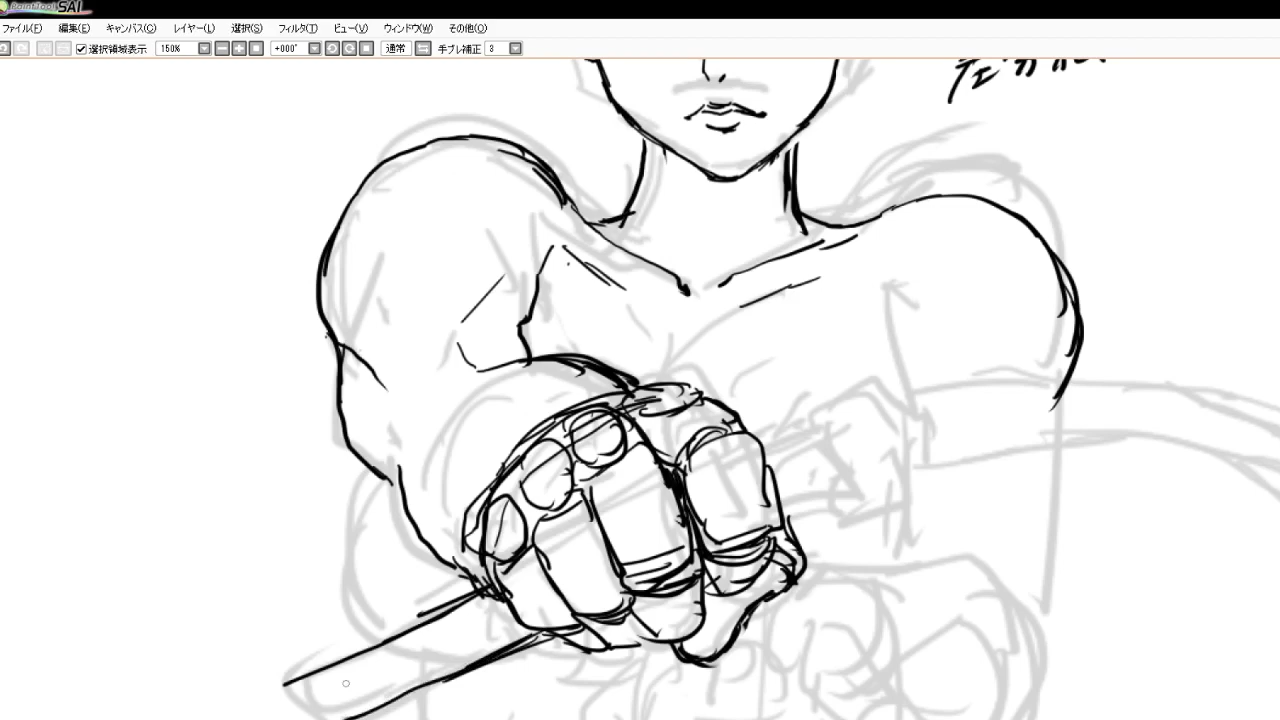 PaintTool SAI
ファイル(F) 編集(E) キャンバス(C) レイヤー(L) 選択(S) フィルタ(T) ビュー(V) ウィンドウ(W) その他(O)
選択領域表示 150% +000° 通常 手ブレ補正 3